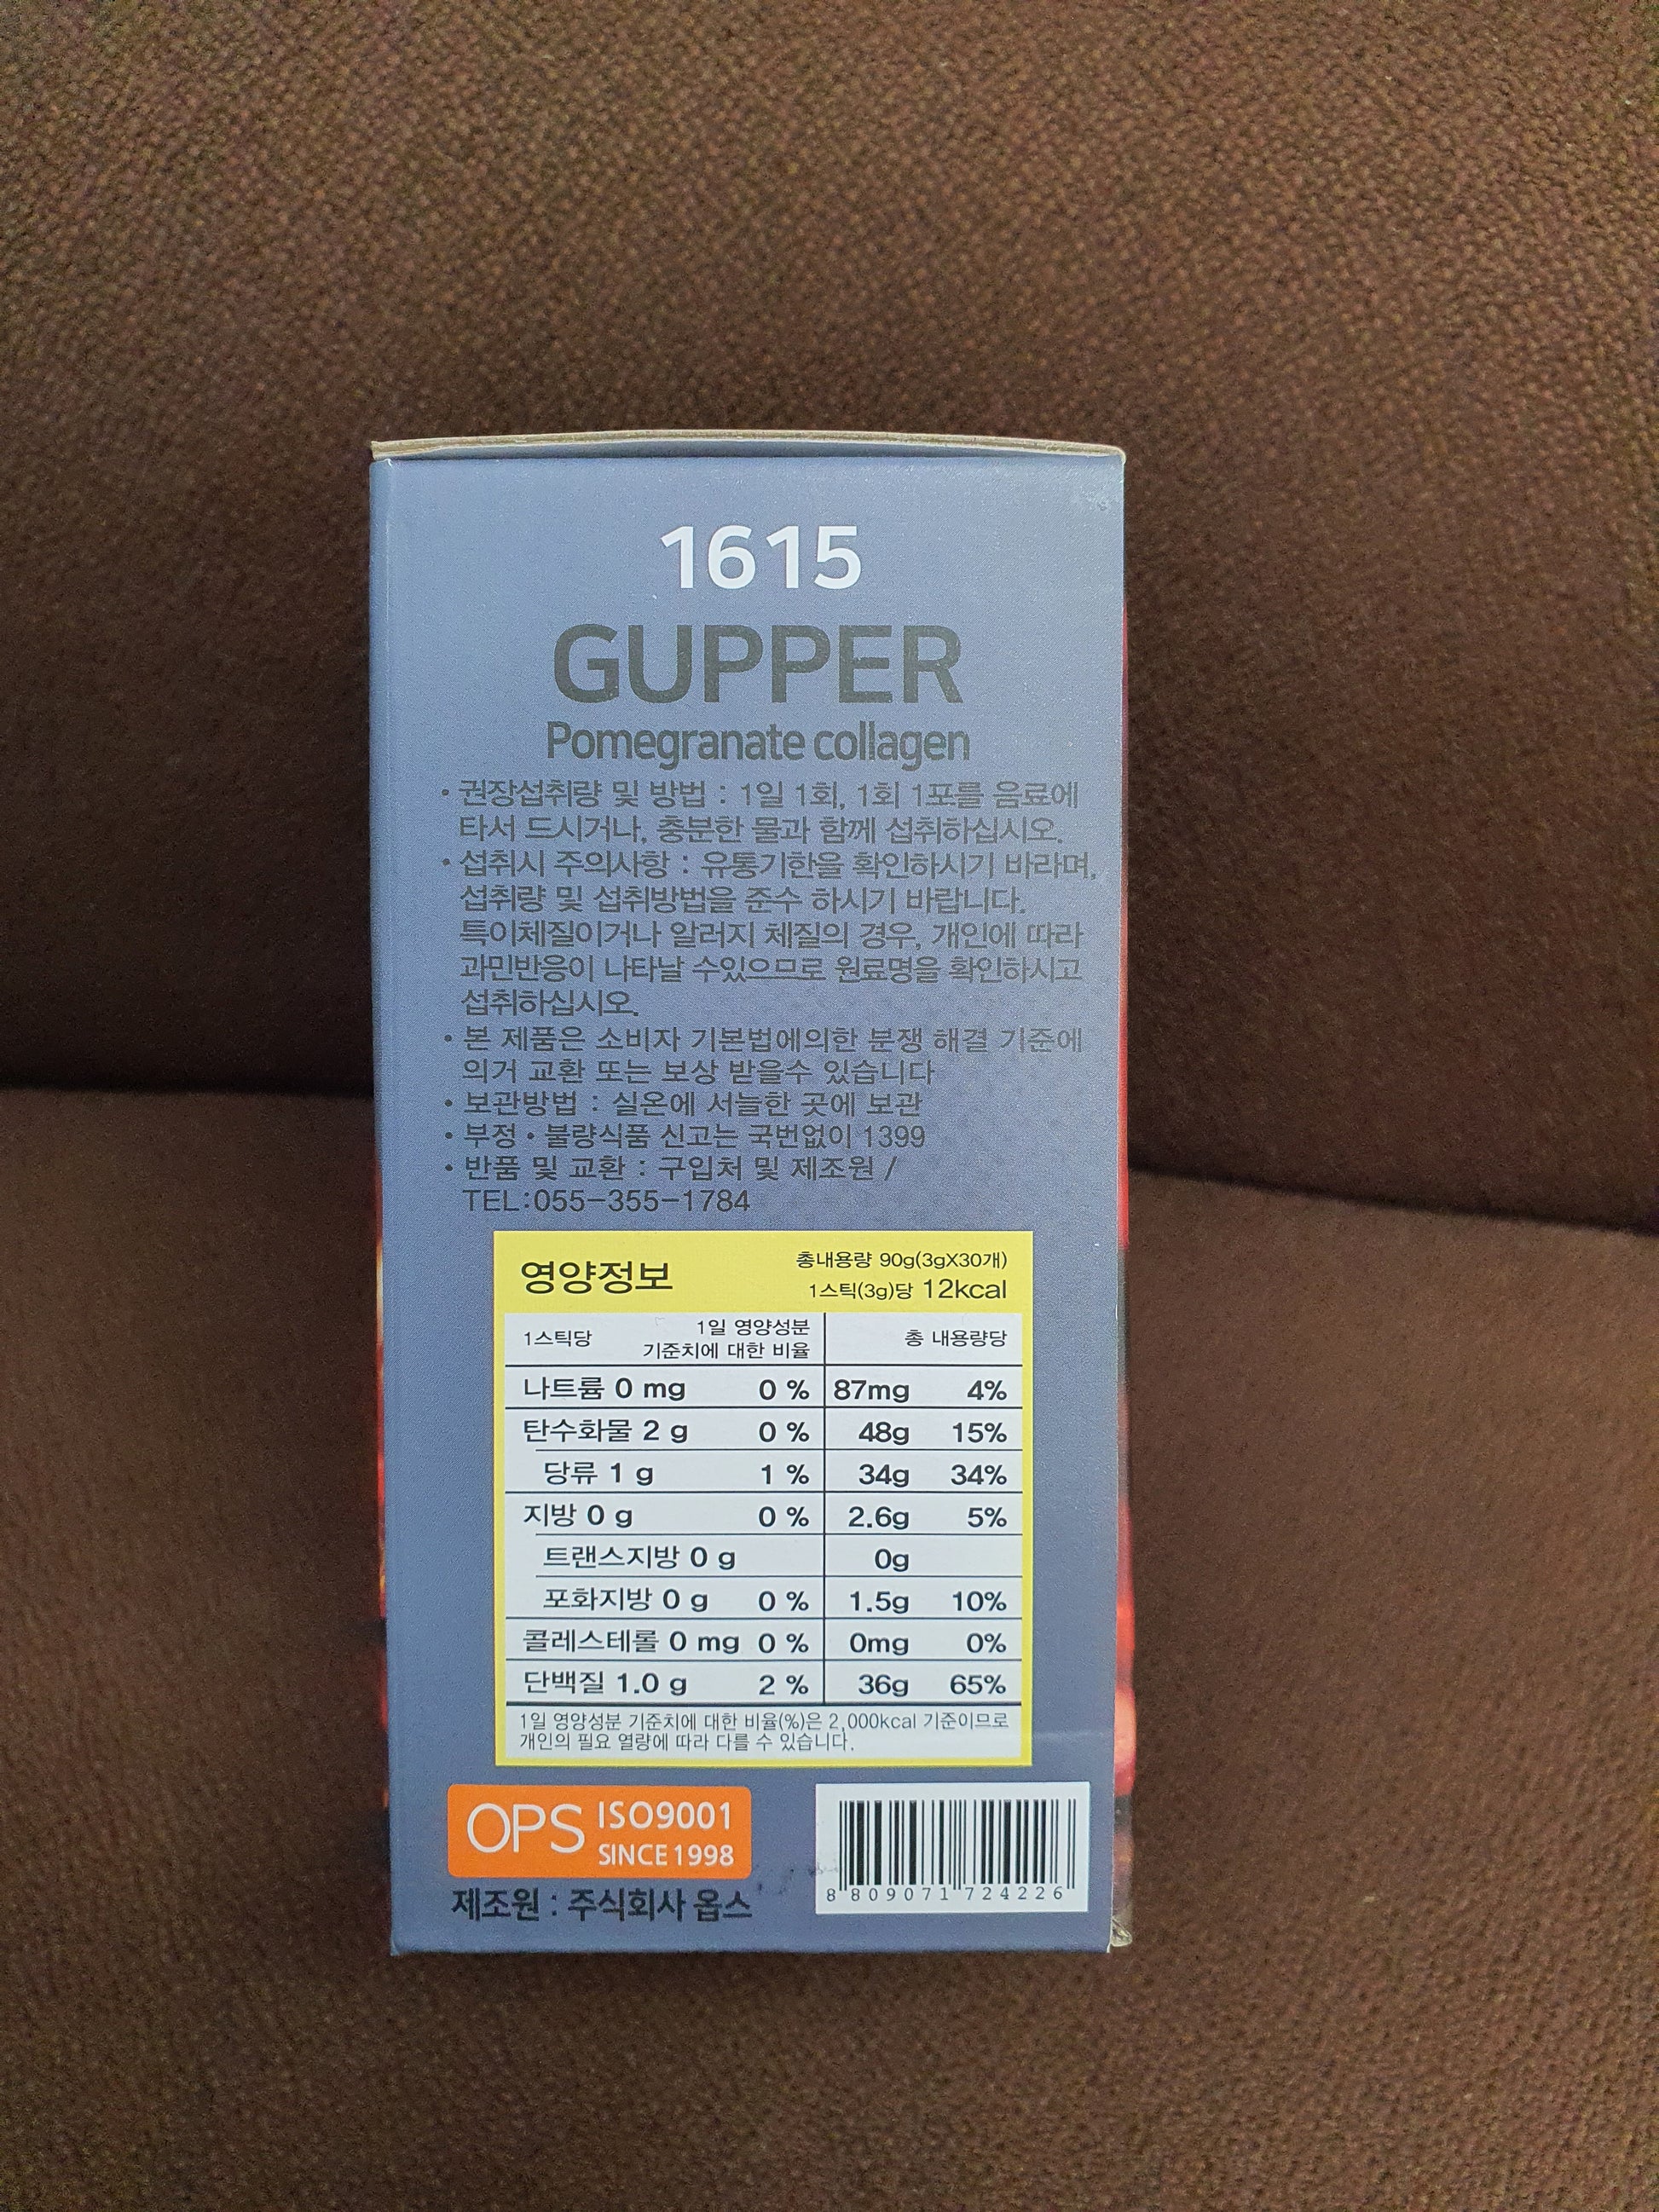 1615
GUPPER
Pomegranate collagen
• 권장섭취량 및 방법 : 1일 1회, 1회 1포를 음료에
타서 드시거나, 충분한 물과 함께 섭취하십시오.
• 섭취시 주의사항 : 유통기한을 확인하시기 바라며,
섭취량 및 섭취방법을 준수 하시기 바랍니다.
특이체질이거나 알러지 체질의 경우, 개인에 따라
과민반응이 나타날 수있으므로 원료명을 확인하시고
섭취하십시오.
• 본 제품은 소비자 기본법에의한 분쟁 해결 기준에
의거 교환 또는 보상 받을수 있습니다
• 보관방법 : 실온에 서늘한 곳에 보관
• 부정 • 불량식품 신고는 국번없이 1399
• 반품 및 교환 : 구입처 및 제조원 /
TEL:055-355-1784
영양정보 총내용량 90g(3gX30개)
1스틱(3g)당 12kcal
1스틱당 1일 영양성분 기준치에 대한 비율 총 내용량당
나트륨 0 mg 0 % 87mg 4%
탄수화물 2 g 0 % 48g 15%
당류 1 g 1 % 34g 34%
지방 0 g 0 % 2.6g 5%
트랜스지방 0 g 0g
포화지방 0 g 0 % 1.5g 10%
콜레스테롤 0 mg 0 % 0mg 0%
단백질 1.0 g 2 % 36g 65%
1일 영양성분 기준치에 대한 비율(%)은 2,000kcal 기준이므로
개인의 필요 열량에 따라 다를 수 있습니다.
OPS ISO9001
SINCE 1998
제조원 : 주식회사 옵스
8 809071 724226